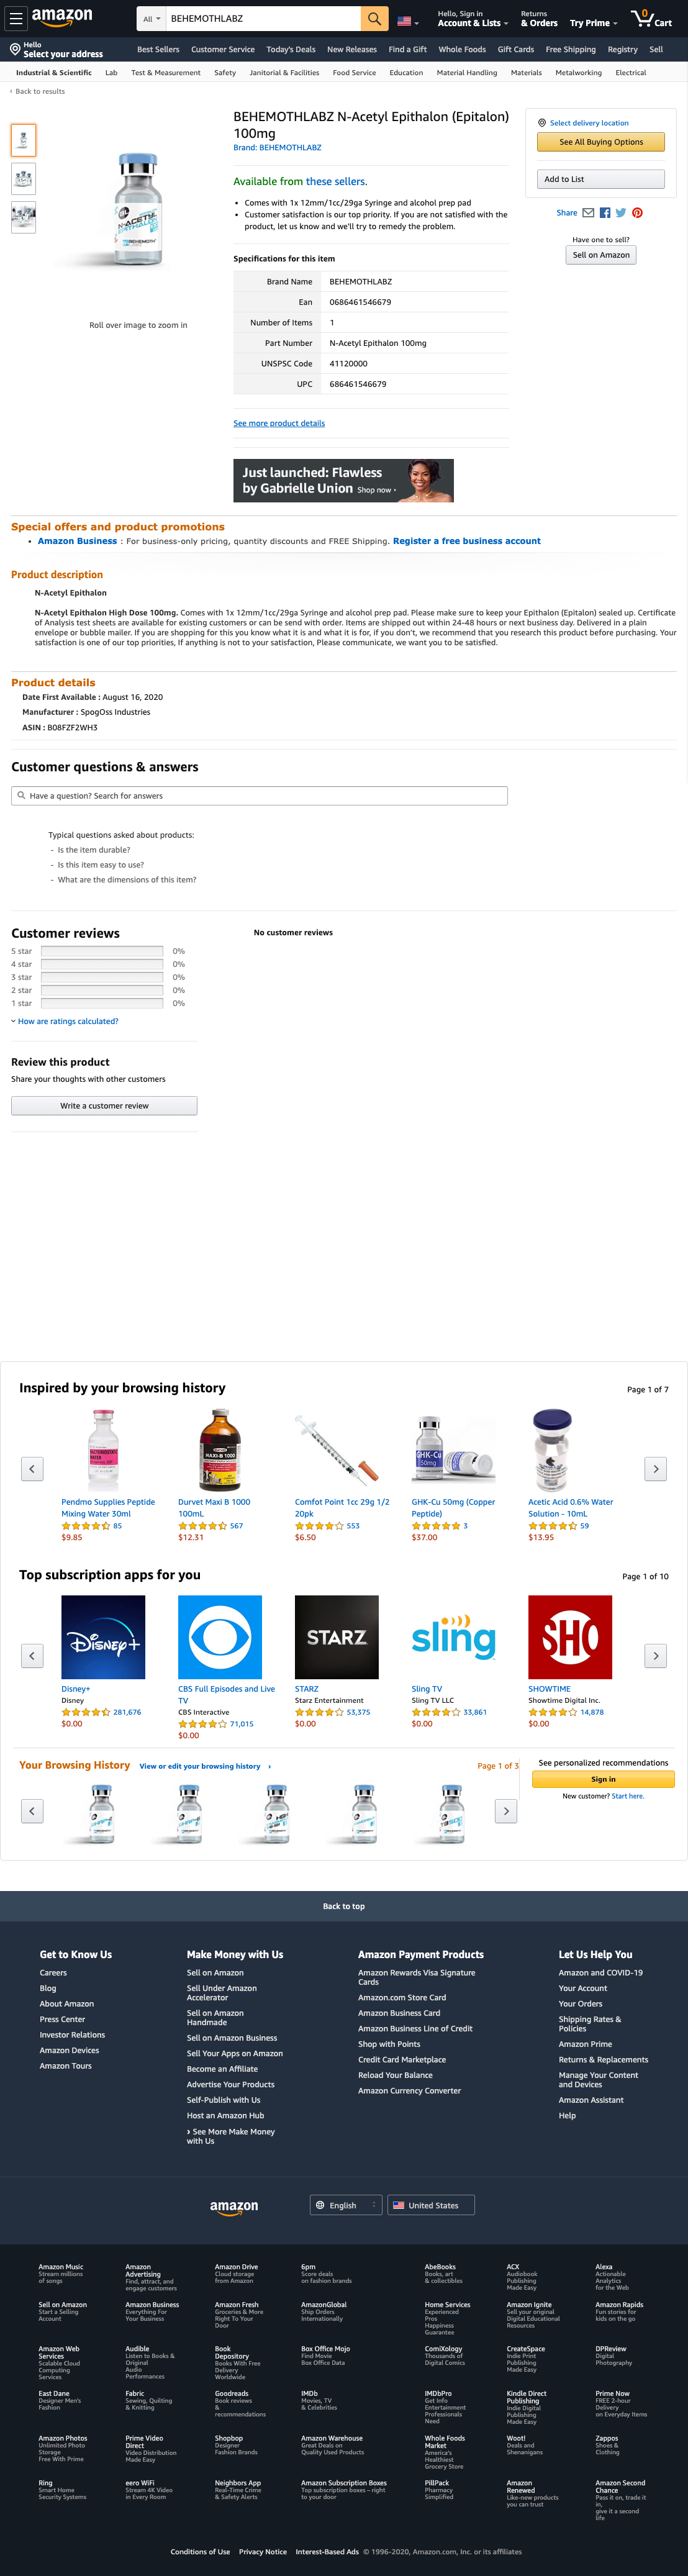 All
BEHEMOTHLABZ
Hello, Sign in
Account & Lists
Returns
& Orders
Try Prime
0
Cart
amazon
Hello
Select your address
Best Sellers Customer Service Today's Deals New Releases Find a Gift Whole Foods Gift Cards Free Shipping Registry Sell
Industrial & Scientific Lab Test & Measurement Safety Janitorial & Facilities Food Service Education Material Handling Materials Metalworking Electrical
‹ Back to results
BEHEMOTHLABZ N-Acetyl Epithalon (Epitalon)
100mg
Brand: BEHEMOTHLABZ
Available from these sellers.
• Comes with 1x 12mm/1cc/29ga Syringe and alcohol prep pad
• Customer satisfaction is our top priority. If you are not satisfied with the
product, let us know and we'll try to remedy the problem.
Specifications for this item
Brand Name BEHEMOTHLABZ
Ean 0686461546679
Number of Items 1
Part Number N-Acetyl Epithalon 100mg
UNSPSC Code 41120000
UPC 686461546679
See more product details
Roll over image to zoom in
Select delivery location
See All Buying Options
Add to List
Share
Have one to sell?
Sell on Amazon
Just launched: Flawless
by Gabrielle Union Shop now ›
Special offers and product promotions
• Amazon Business : For business-only pricing, quantity discounts and FREE Shipping. Register a free business account
Product description
N-Acetyl Epithalon
N-Acetyl Epithalon High Dose 100mg. Comes with 1x 12mm/1cc/29ga Syringe and alcohol prep pad. Please make sure to keep your Epithalon (Epitalon) sealed up. Certificate
of Analysis test sheets are available for existing customers or can be send with order. Items are shipped out within 24-48 hours or next business day. Delivered in a plain
envelope or bubble mailer. If you are shopping for this you know what it is and what it is for, if you don't, we recommend that you research this product before purchasing. Your
satisfaction is one of our top priorities, If anything is not to your satisfaction, Please communicate, we want you to be satisfied.
Product details
Date First Available : August 16, 2020
Manufacturer : SpogOss Industries
ASIN : B08FZF2WH3
Customer questions & answers
Have a question? Search for answers
Typical questions asked about products:
- Is the item durable?
- Is this item easy to use?
- What are the dimensions of this item?
Customer reviews
No customer reviews
5 star 0%
4 star 0%
3 star 0%
2 star 0%
1 star 0%
How are ratings calculated?
Review this product
Share your thoughts with other customers
Write a customer review
Inspired by your browsing history
Page 1 of 7
Pendmo Supplies Peptide
Mixing Water 30ml
85
$9.85
Durvet Maxi B 1000
100mL
567
$12.31
Comfot Point 1cc 29g 1/2
20pk
553
$6.50
GHK-Cu 50mg (Copper
Peptide)
3
$37.00
Acetic Acid 0.6% Water
Solution - 10mL
59
$13.95
Top subscription apps for you
Page 1 of 10
Disney+
STARZ
sling
SHO
Disney+
Disney
281,676
$0.00
CBS Full Episodes and Live
TV
CBS Interactive
71,015
$0.00
STARZ
Starz Entertainment
53,375
$0.00
Sling TV
Sling TV LLC
33,861
$0.00
SHOWTIME
Showtime Digital Inc.
14,878
$0.00
Your Browsing History View or edit your browsing history ›
Page 1 of 3
See personalized recommendations
Sign in
New customer? Start here.
Back to top
Get to Know Us
Careers
Blog
About Amazon
Press Center
Investor Relations
Amazon Devices
Amazon Tours
Make Money with Us
Sell on Amazon
Sell Under Amazon
Accelerator
Sell on Amazon
Handmade
Sell on Amazon Business
Sell Your Apps on Amazon
Become an Affiliate
Advertise Your Products
Self-Publish with Us
Host an Amazon Hub
› See More Make Money
with Us
Amazon Payment Products
Amazon Rewards Visa Signature
Cards
Amazon.com Store Card
Amazon Business Card
Amazon Business Line of Credit
Shop with Points
Credit Card Marketplace
Reload Your Balance
Amazon Currency Converter
Let Us Help You
Amazon and COVID-19
Your Account
Your Orders
Shipping Rates &
Policies
Amazon Prime
Returns & Replacements
Manage Your Content
and Devices
Amazon Assistant
Help
amazon
English
United States
Amazon Music
Stream millions
of songs
Amazon
Advertising
Find, attract, and
engage customers
Amazon Drive
Cloud storage
from Amazon
6pm
Score deals
on fashion brands
AbeBooks
Books, art
& collectibles
ACX
Audiobook
Publishing
Made Easy
Alexa
Actionable
Analytics
for the Web
Sell on Amazon
Start a Selling
Account
Amazon Business
Everything For
Your Business
Amazon Fresh
Groceries & More
Right To Your
Door
AmazonGlobal
Ship Orders
Internationally
Home Services
Experienced
Pros
Happiness
Guarantee
Amazon Ignite
Sell your original
Digital Educational
Resources
Amazon Rapids
Fun stories for
kids on the go
Amazon Web
Services
Scalable Cloud
Computing
Services
Audible
Listen to Books &
Original
Audio
Performances
Book
Depository
Books With Free
Delivery
Worldwide
Box Office Mojo
Find Movie
Box Office Data
ComiXology
Thousands of
Digital Comics
CreateSpace
Indie Print
Publishing
Made Easy
DPReview
Digital
Photography
East Dane
Designer Men's
Fashion
Fabric
Sewing, Quilting
& Knitting
Goodreads
Book reviews
&
recommendations
IMDb
Movies, TV
& Celebrities
IMDbPro
Get Info
Entertainment
Professionals
Need
Kindle Direct
Publishing
Indie Digital
Publishing
Made Easy
Prime Now
FREE 2-hour
Delivery
on Everyday Items
Amazon Photos
Unlimited Photo
Storage
Free With Prime
Prime Video
Direct
Video Distribution
Made Easy
Shopbop
Designer
Fashion Brands
Amazon Warehouse
Great Deals on
Quality Used Products
Whole Foods
Market
America's
Healthiest
Grocery Store
Woot!
Deals and
Shenanigans
Zappos
Shoes &
Clothing
Ring
Smart Home
Security Systems
eero WiFi
Stream 4K Video
in Every Room
Neighbors App
Real-Time Crime
& Safety Alerts
Amazon Subscription Boxes
Top subscription boxes – right
to your door
PillPack
Pharmacy
Simplified
Amazon
Renewed
Like-new products
you can trust
Amazon Second
Chance
Pass it on, trade it
in,
give it a second
life
Conditions of Use Privacy Notice Interest-Based Ads © 1996-2020, Amazon.com, Inc. or its affiliates